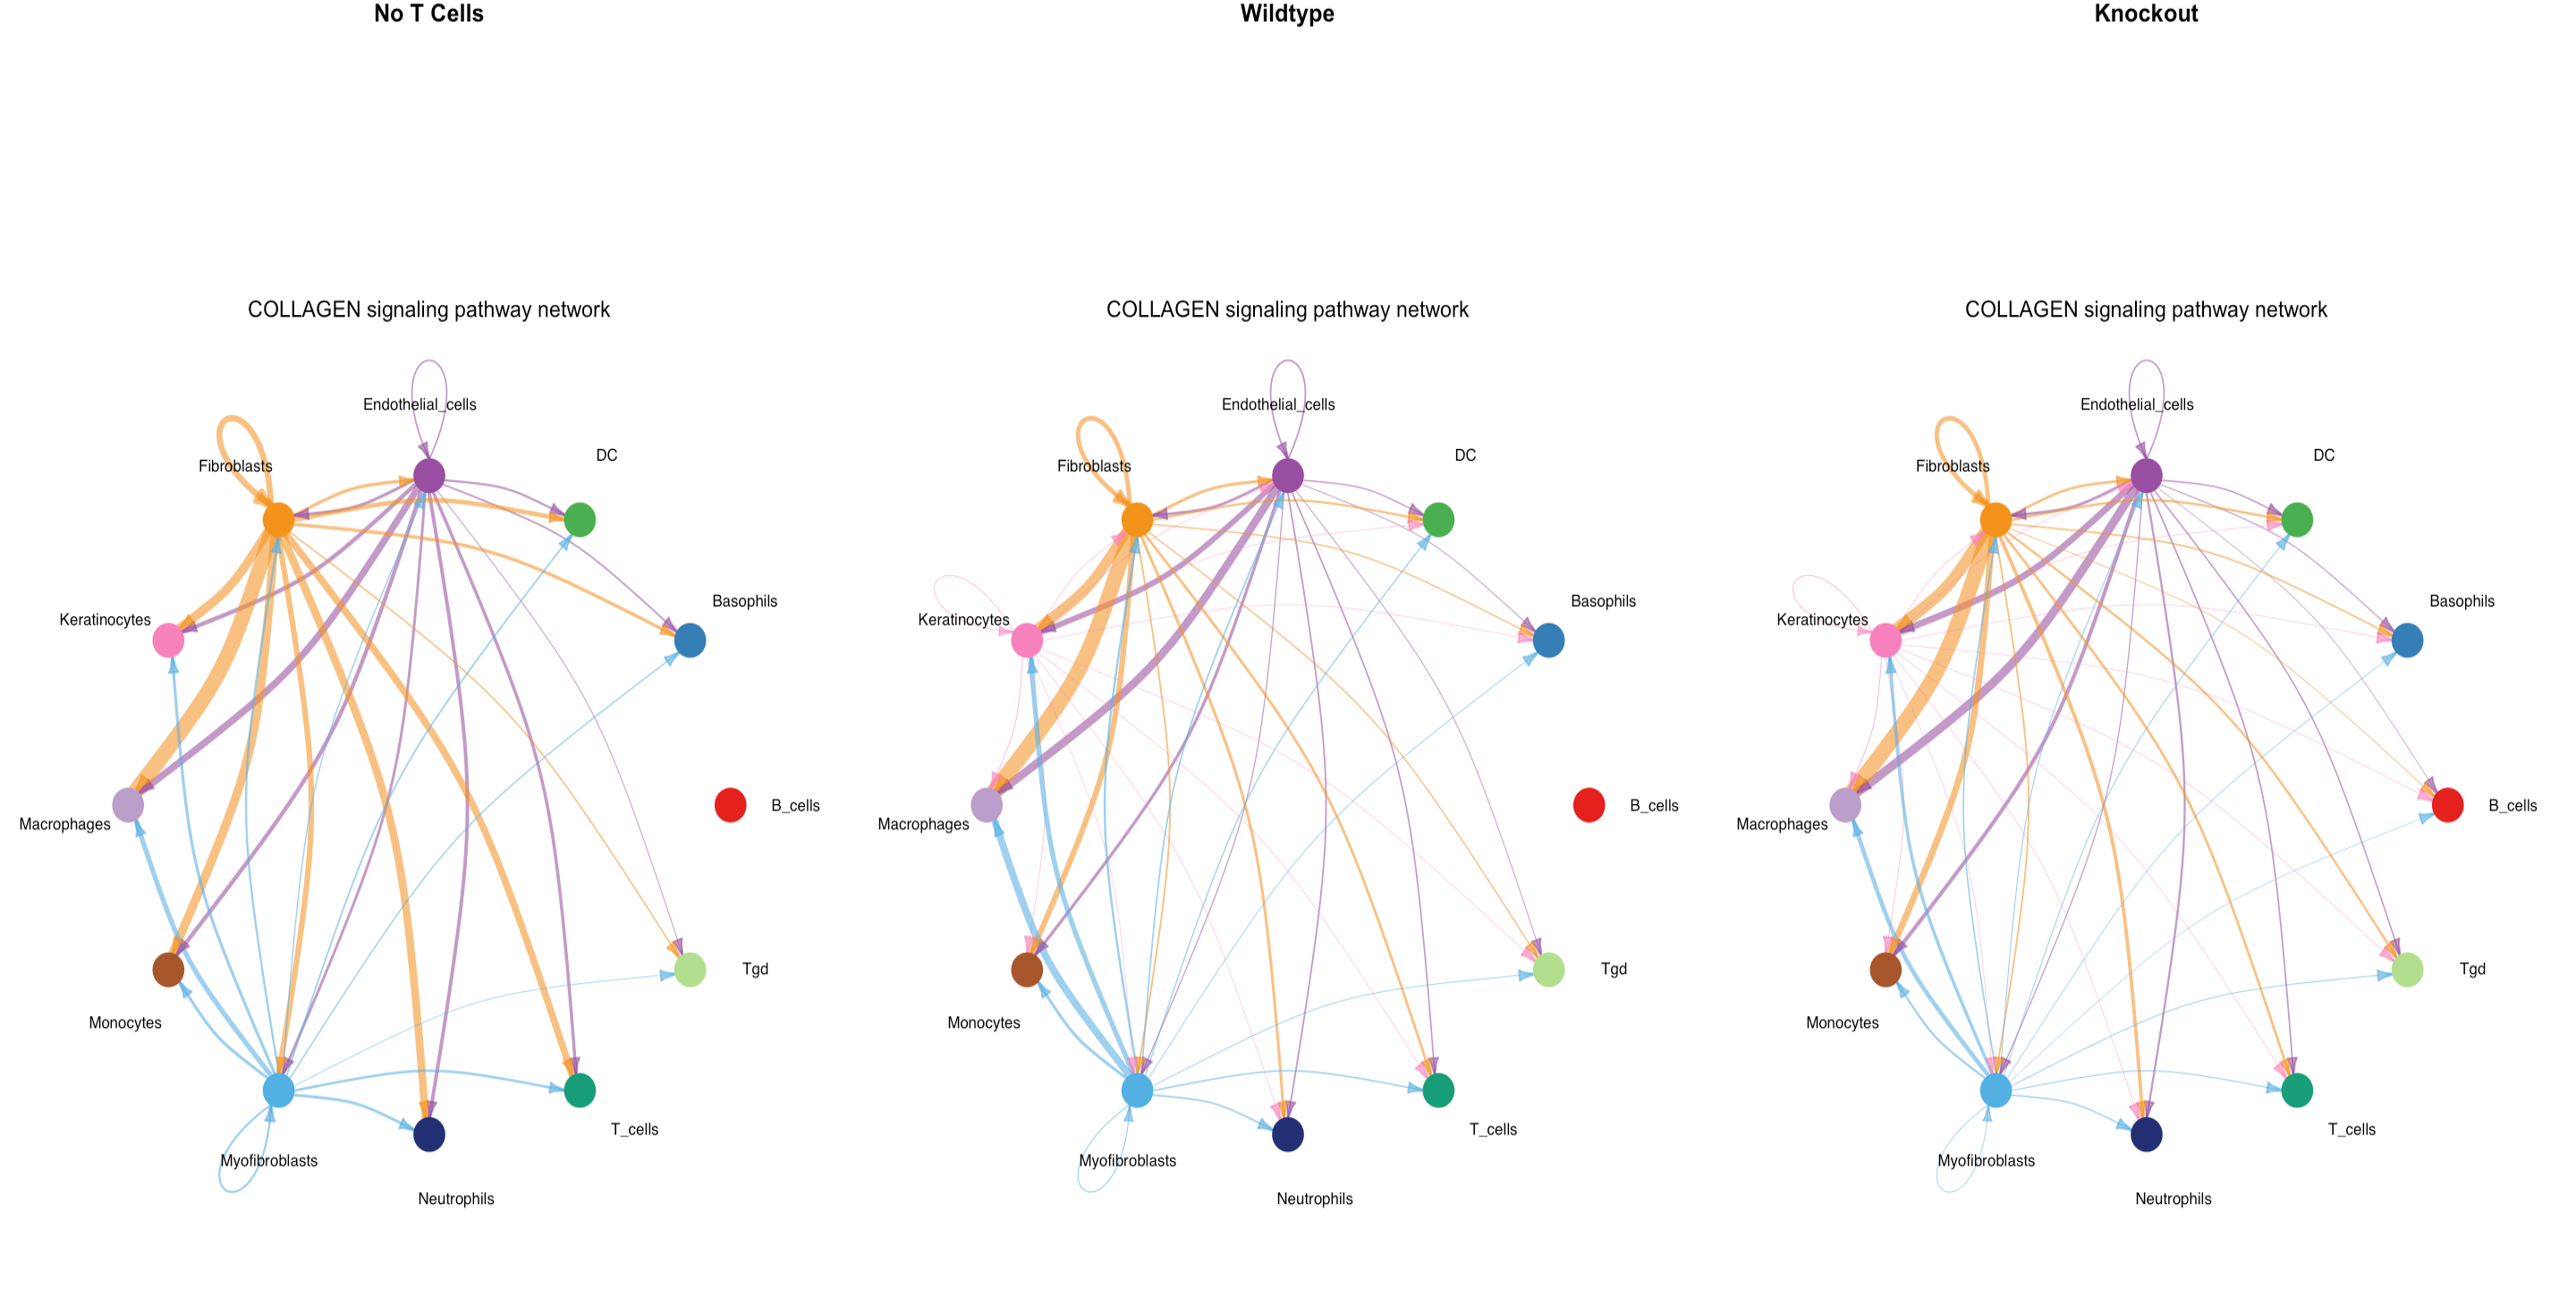 No T Cells
Wildtype
Knockout
COLLAGEN signaling pathway network
COLLAGEN signaling pathway network
COLLAGEN signaling pathway network
Endothelial_cells
DC
Fibroblasts
Basophils
Keratinocytes
B_cells
Macrophages
Tgd
Monocytes
T_cells
Myofibroblasts
Neutrophils
Endothelial_cells
DC
Fibroblasts
Basophils
Keratinocytes
B_cells
Macrophages
Tgd
Monocytes
T_cells
Myofibroblasts
Neutrophils
Endothelial_cells
DC
Fibroblasts
Basophils
Keratinocytes
B_cells
Macrophages
Tgd
Monocytes
T_cells
Myofibroblasts
Neutrophils